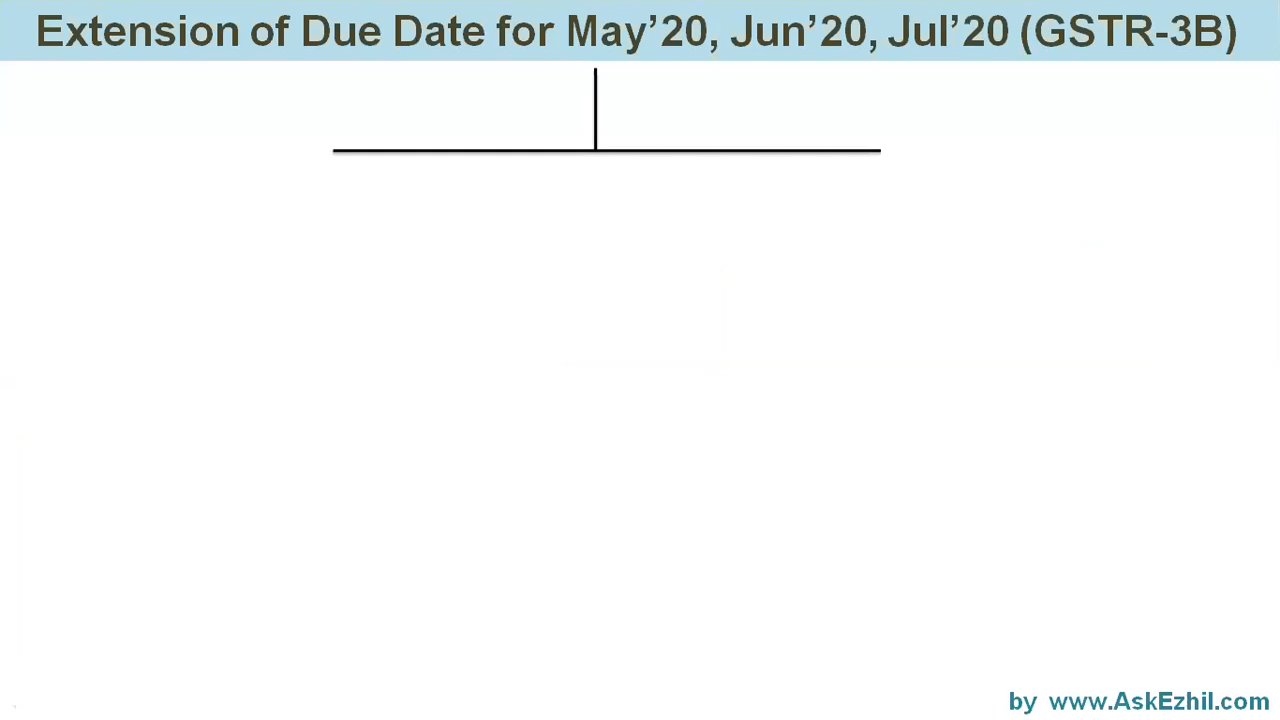 Extension of Due Date for May’20, Jun’20, Jul’20 (GSTR-3B)
by www.AskEzhil.com